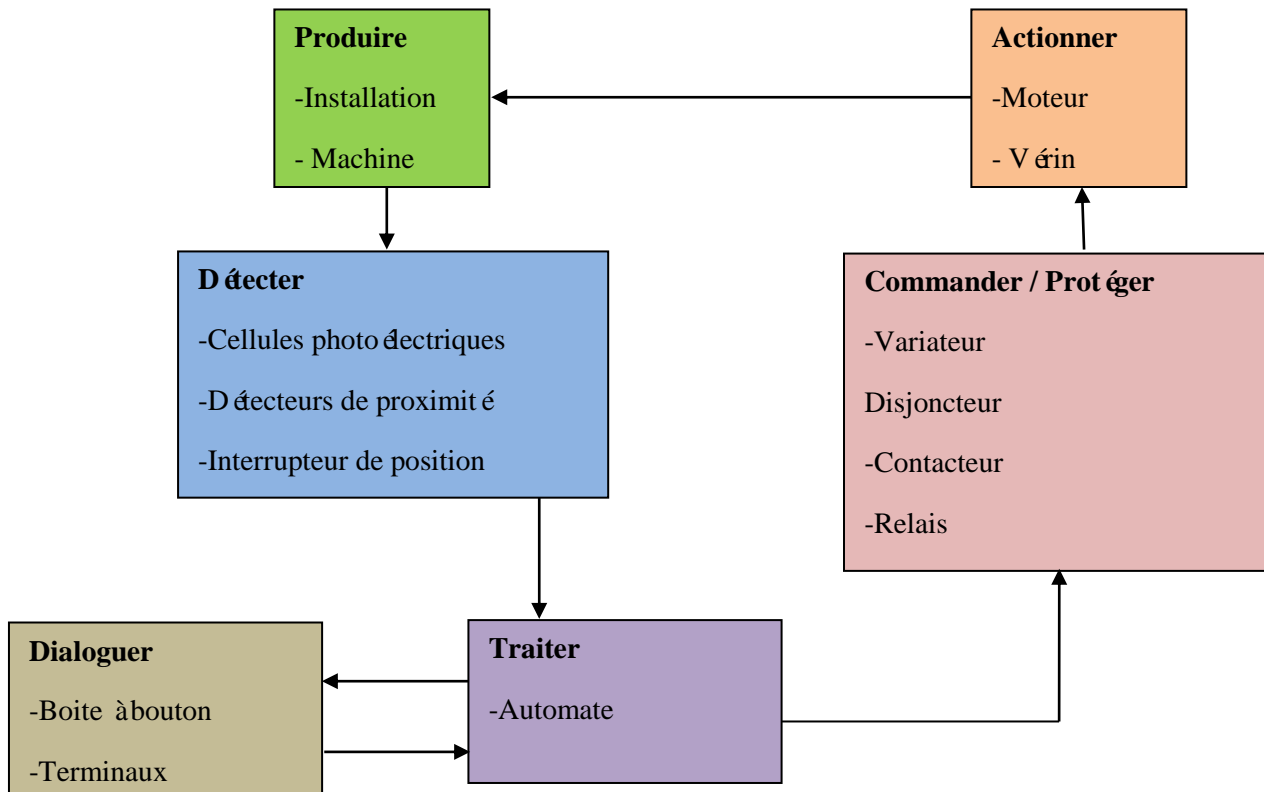 Produire
-Installation
- Machine
Actionner
-Moteur
- Vérin
Détecter
-Cellules photoélectriques
-Détecteurs de proximité
-Interrupteur de position
Commander / Protéger
-Variateur
Disjoncteur
-Contacteur
-Relais
Dialoguer
-Boite à bouton
-Terminaux
Traiter
-Automate